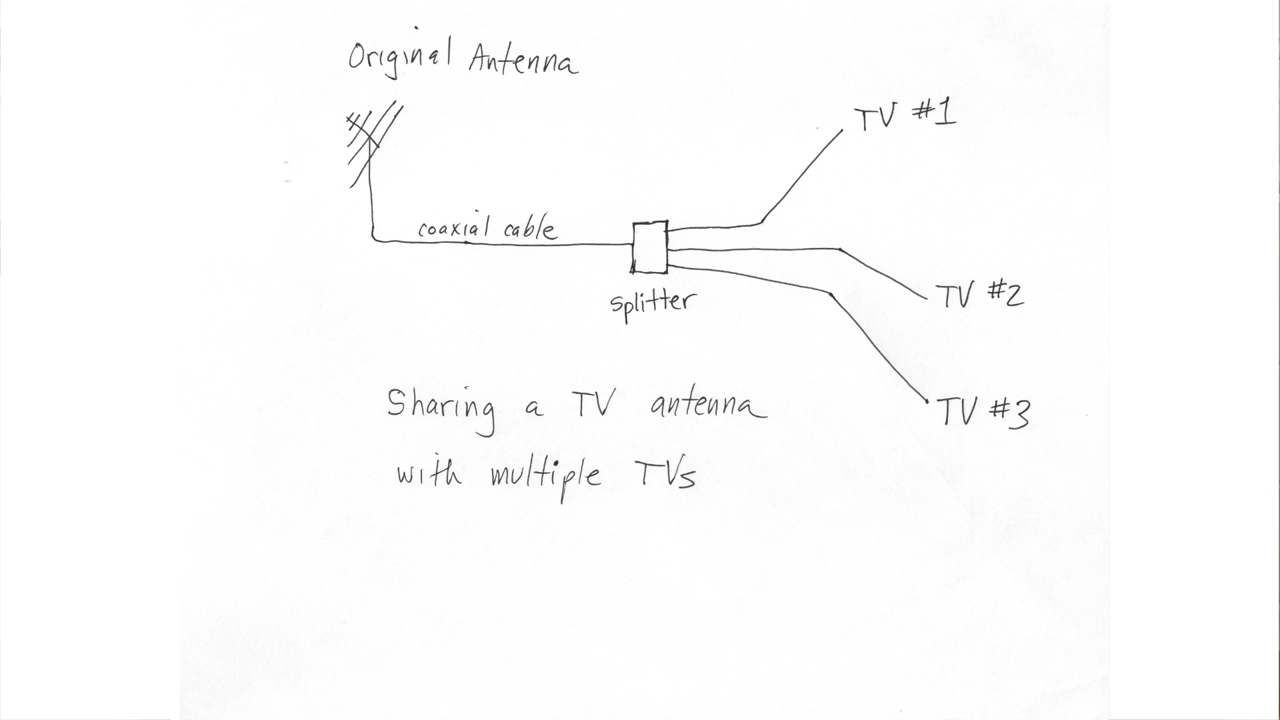 Original Antenna
TV #1
coaxial cable
TV #2
splitter
Sharing a TV antenna
TV #3
with multiple TVs